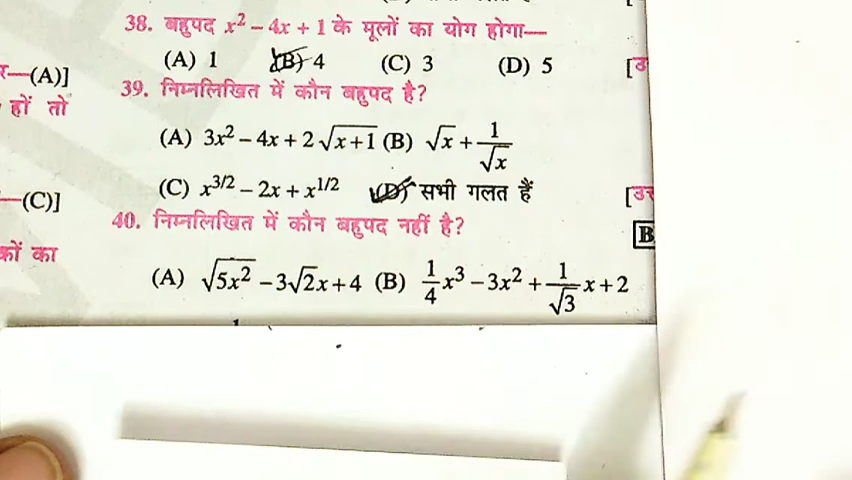 38. बहुपद x² – 4x + 1 के मूलों का योग होगा—
(A) 1 (B) 4 (C) 3 (D) 5 [उ
र—(A)]
39. निम्नलिखित में कौन बहुपद है?
हों तो
(A) 3x² – 4x + 2√(x+1) (B) √x + 1/√x
(C) x^3/2 – 2x + x^1/2 (D) सभी गलत हैं [उत्त
—(C)]
40. निम्नलिखित में कौन बहुपद नहीं है?
B
कों का
(A) √(5x²) – 3√2x + 4 (B) 1/4 x³ – 3x² + 1/√3 x + 2